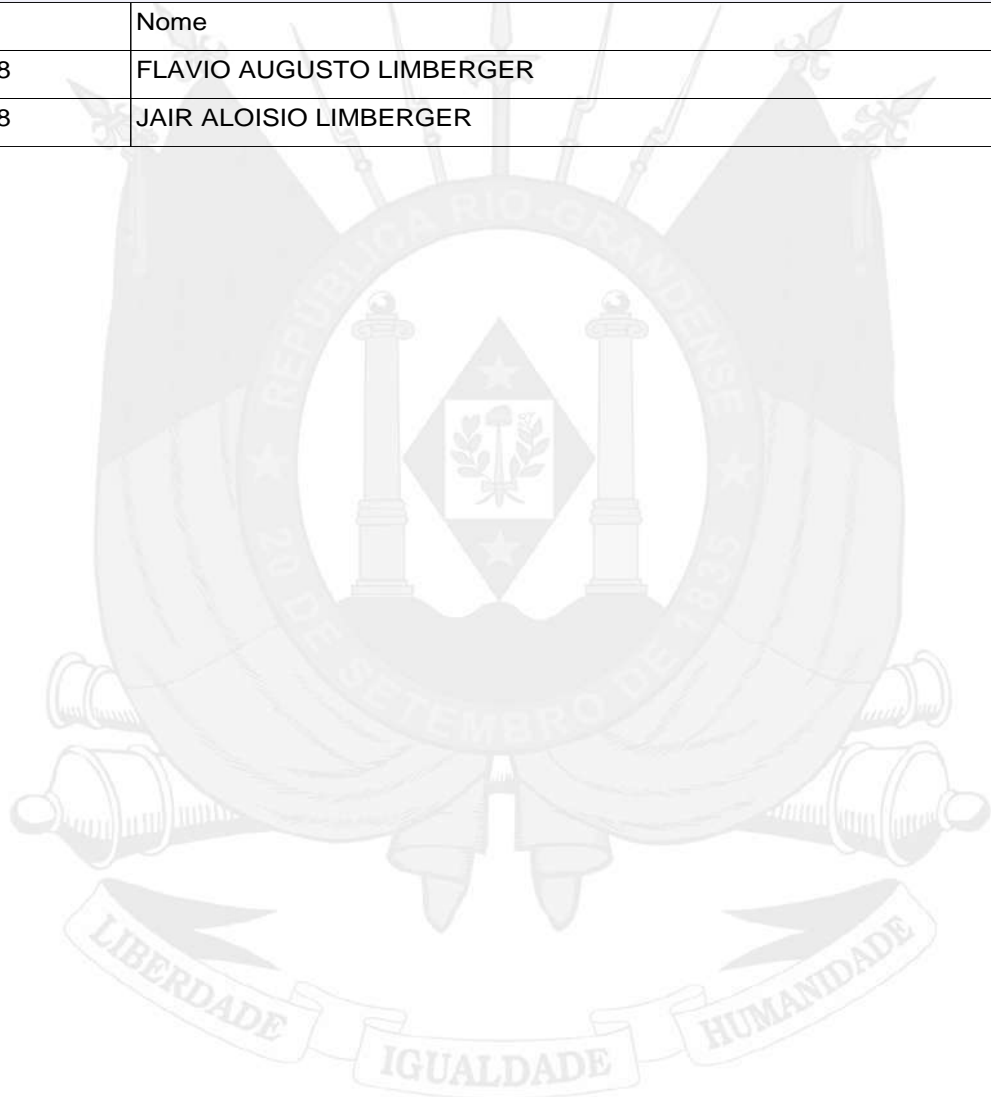 Nome
8 FLAVIO AUGUSTO LIMBERGER
8 JAIR ALOISIO LIMBERGER
REPÚBLICA RIO-GRANDENSE
20 DE SETEMBRO DE 1835
LIBERDADE IGUALDADE HUMANIDADE